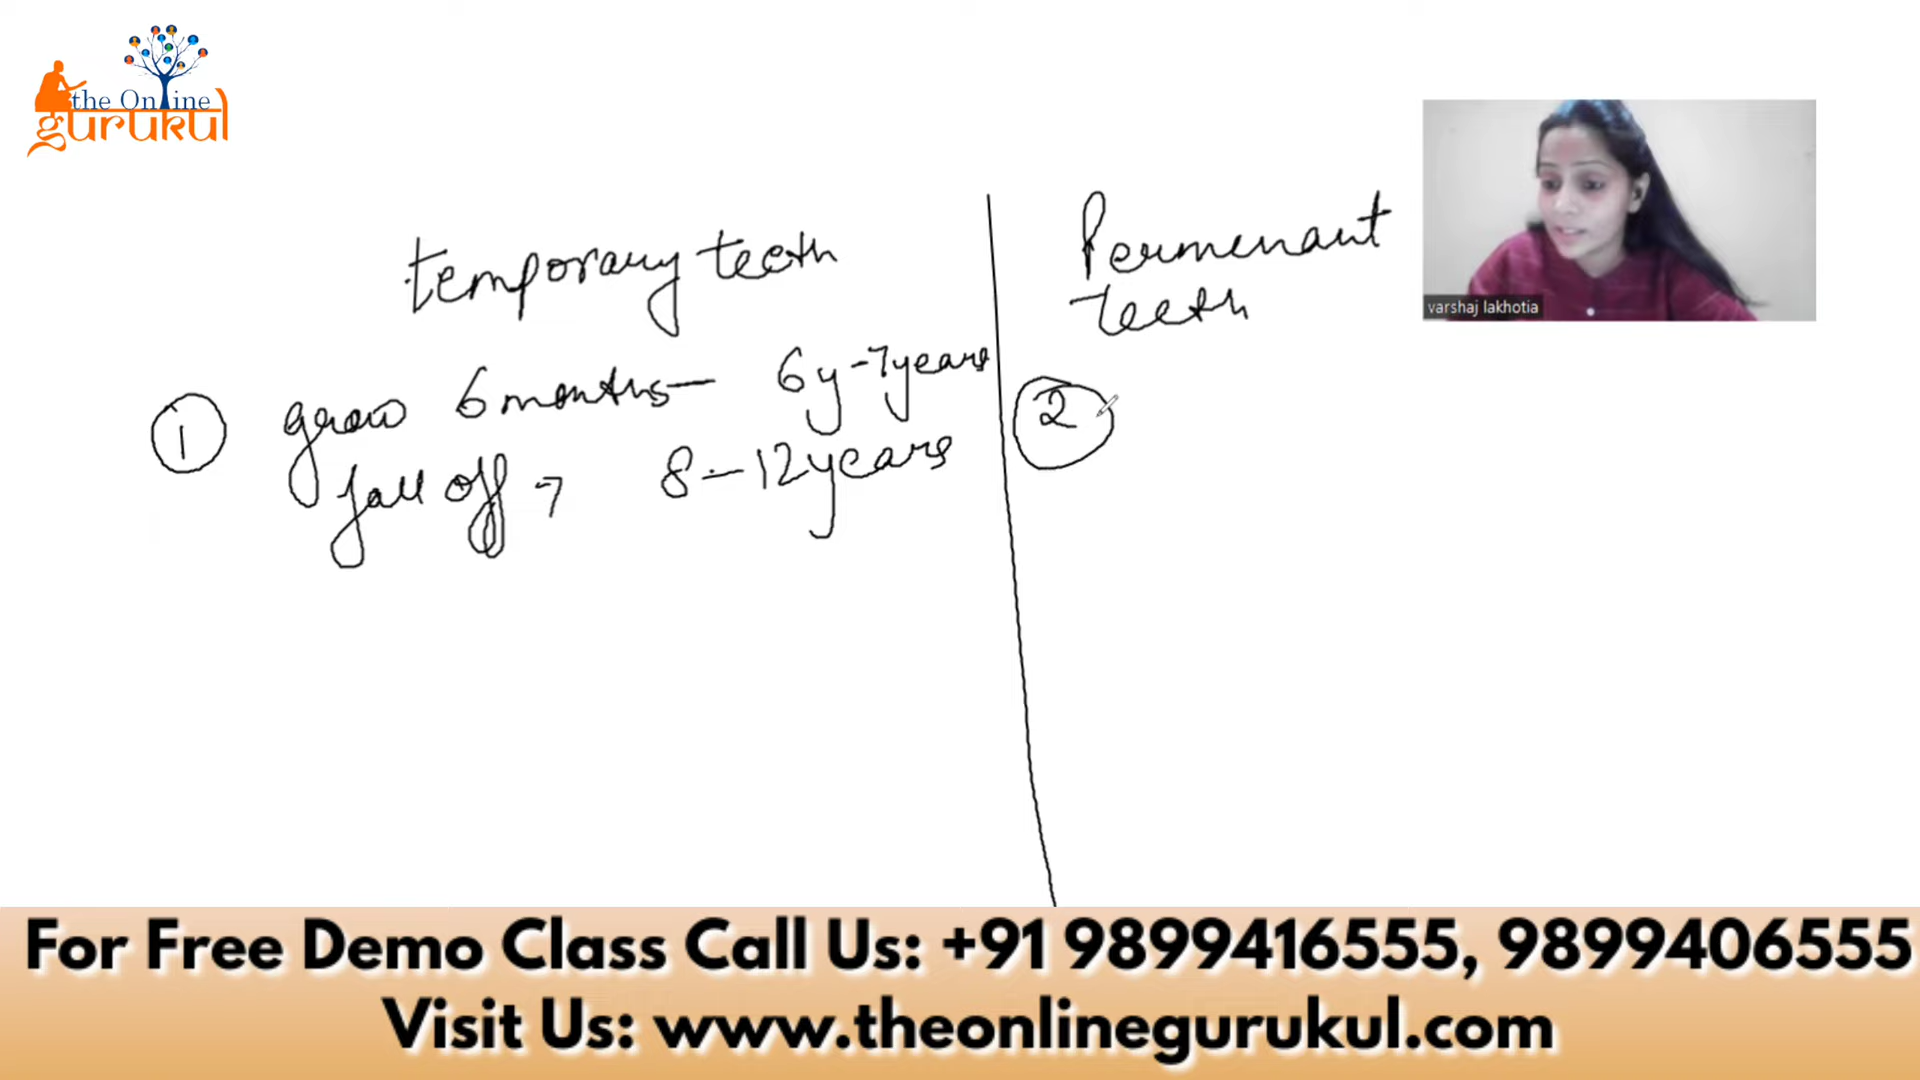 the Online
gurukul
temporary teeth
Permenant
teeth
1 grow 6 months— 6y-7years
fall off 7 8-12years
2
varshaj lakhotia
For Free Demo Class Call Us: +91 9899416555, 9899406555
Visit Us: www.theonlinegurukul.com